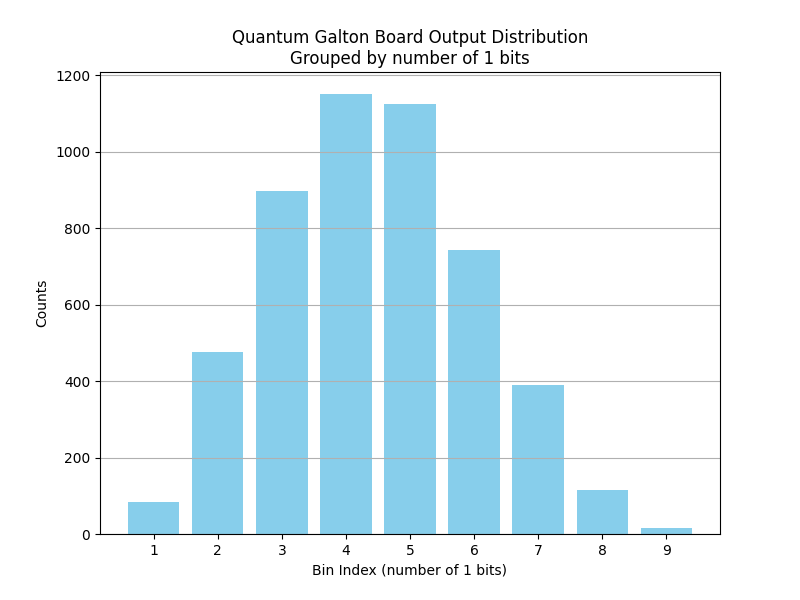 Quantum Galton Board Output Distribution
Grouped by number of 1 bits
1200
1000
800
600
400
200
0
Counts
1 2 3 4 5 6 7 8 9
Bin Index (number of 1 bits)